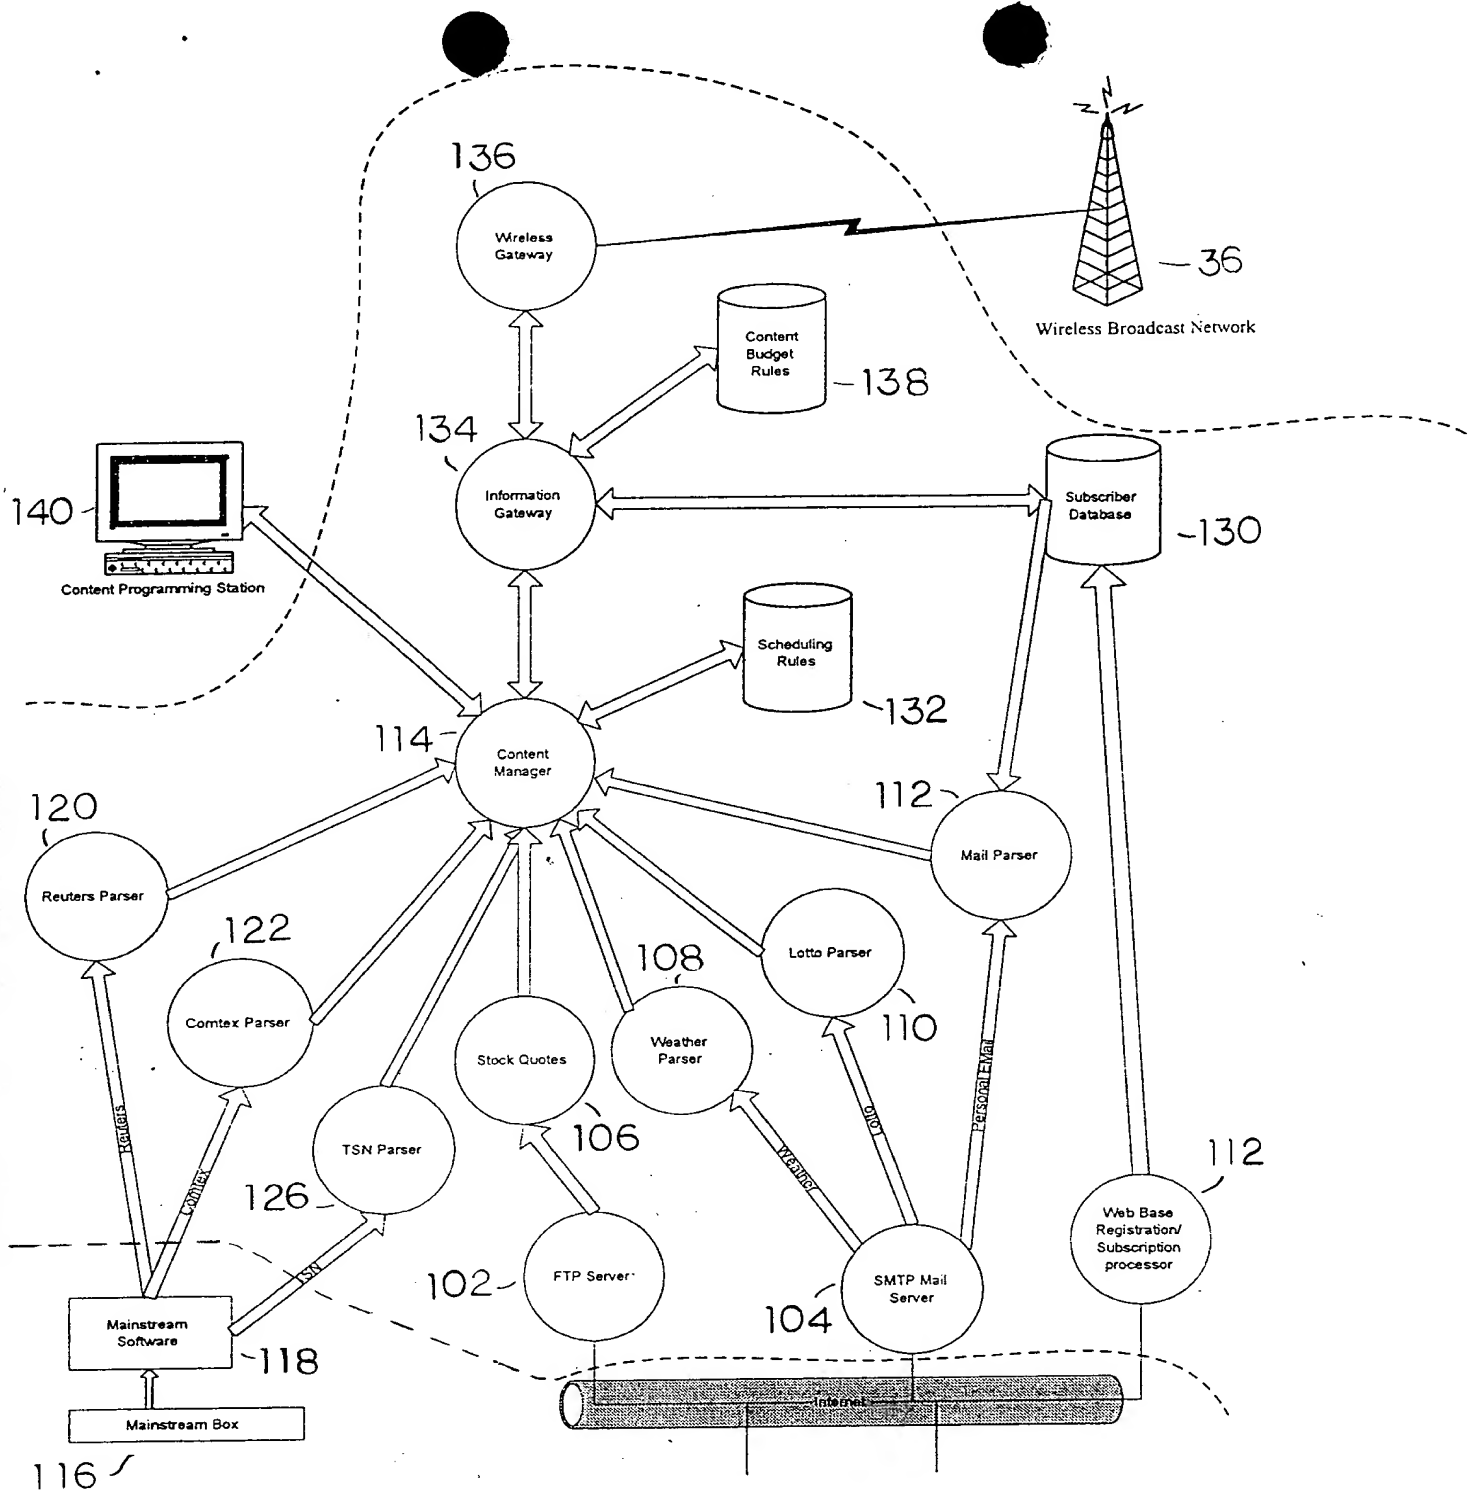 136
Wireless
Gateway
36
Wireless Broadcast Network
Content
Budget
Rules
138
134
Information
Gateway
Subscriber
Database
130
140
Content Programming Station
Scheduling
Rules
132
114
Content
Manager
120
Reuters Parser
112
Mail Parser
122
Comtex Parser
108
Weather
Parser
Lotto Parser
110
Stock Quotes
106
TSN Parser
126
Reuters
Comtex
TSN
Weather
Lotto
Personal EMail
112
Web Base
Registration/
Subscription
processor
102
FTP Server
104
SMTP Mail
Server
Mainstream
Software
118
Mainstream Box
116
Internet